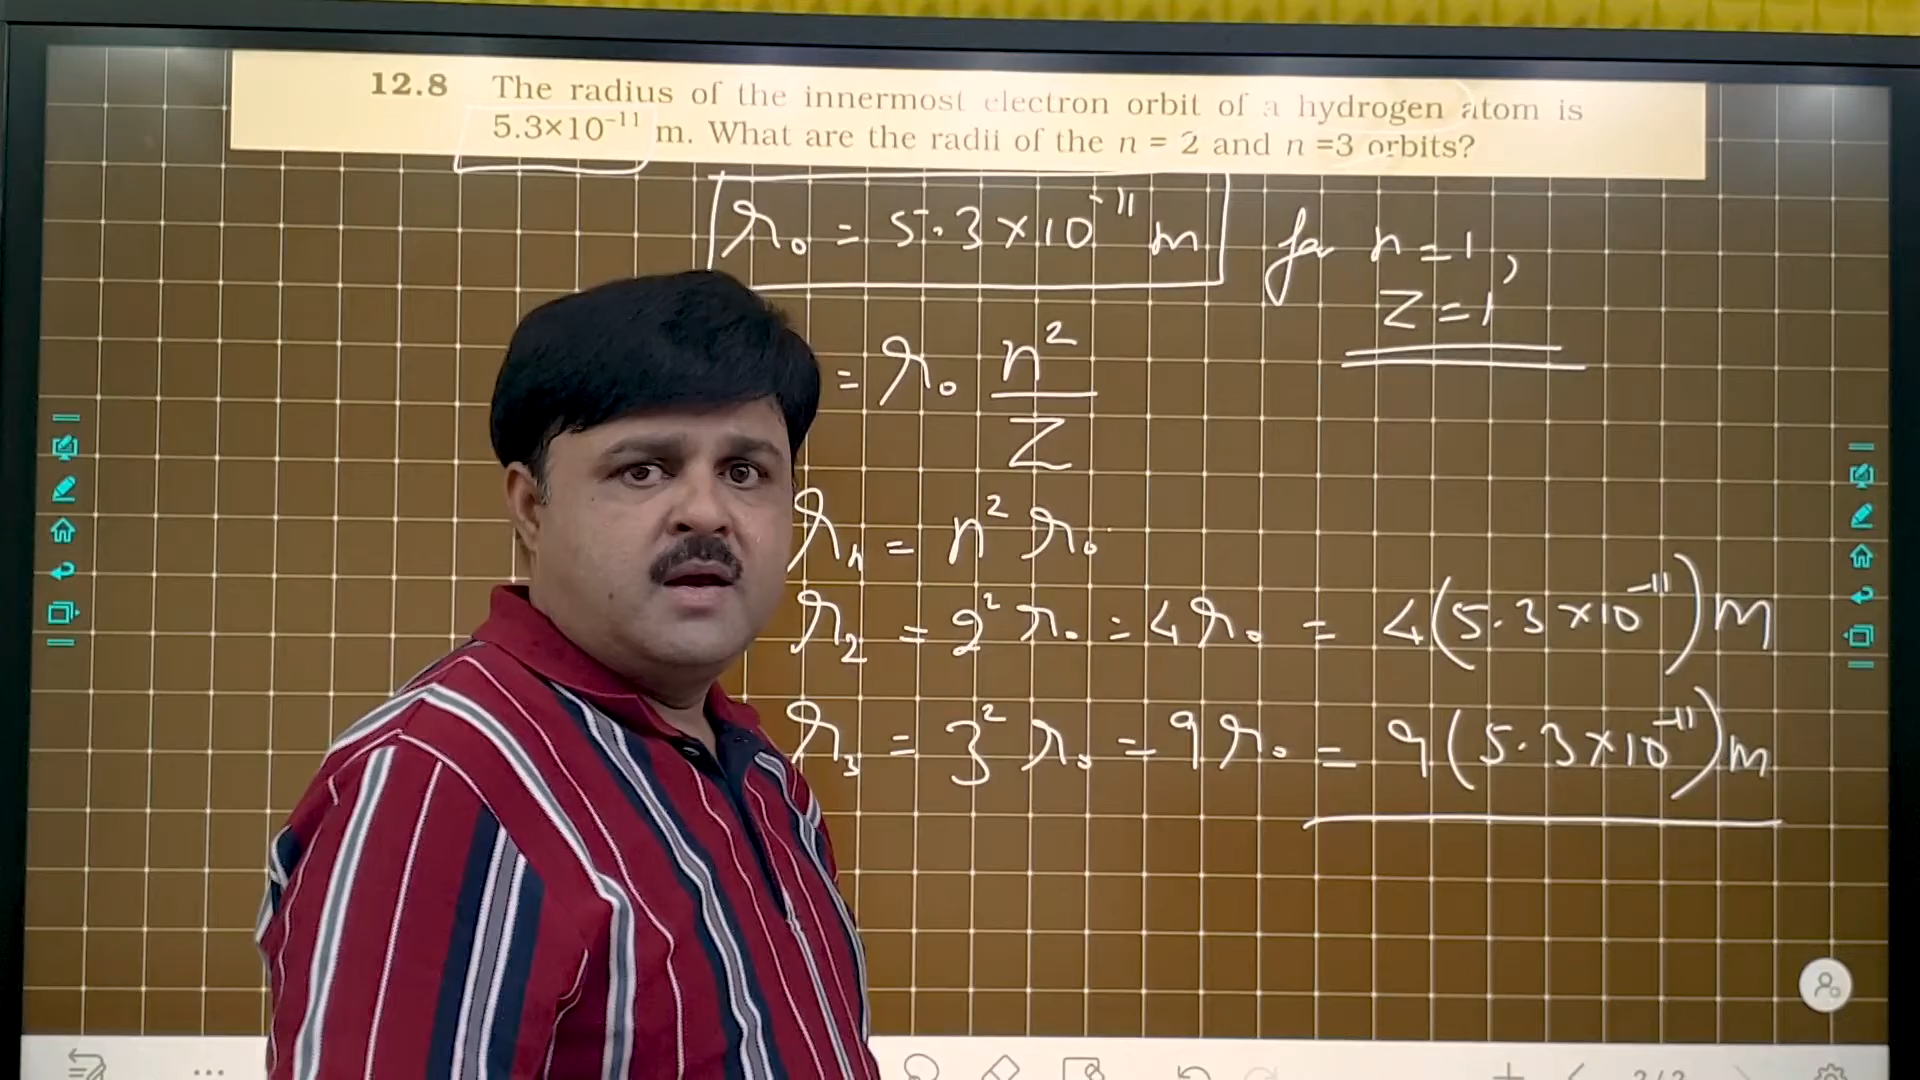 12.8 The radius of the innermost electron orbit of a hydrogen atom is
5.3×10⁻¹¹ m. What are the radii of the n = 2 and n =3 orbits?
r₀ = 5.3×10⁻¹¹ m for n=1,
Z=1
= r₀ n²/Z
rₙ = n² r₀
r₂ = 2² r₀ = 4r₀ = 4(5.3×10⁻¹¹)m
r₃ = 3² r₀ = 9r₀ = 9(5.3×10⁻¹¹)m